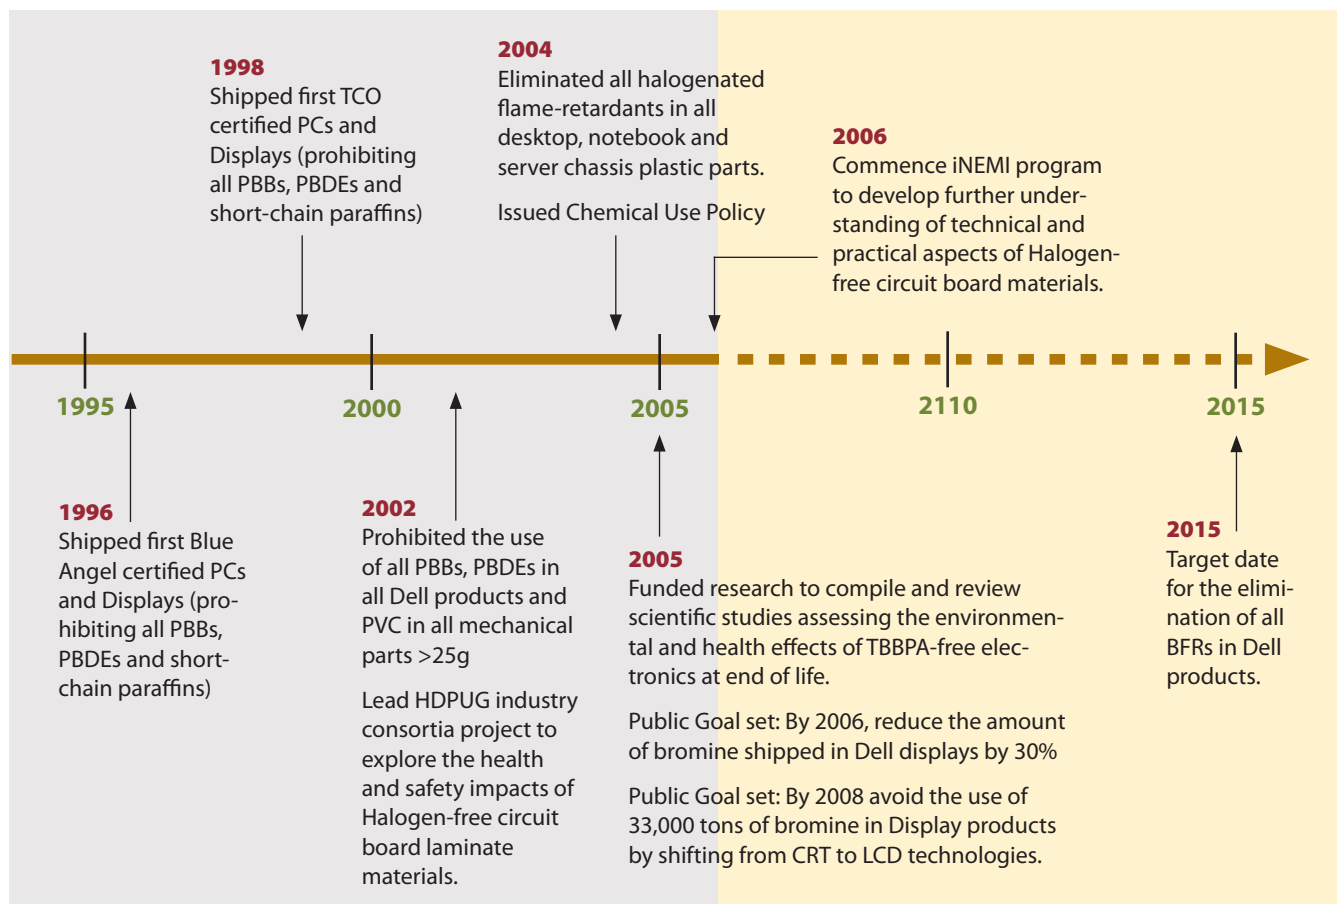 1998
Shipped first TCO
certified PCs and
Displays (prohibiting
all PBBs, PBDEs and
short-chain paraffins)
2004
Eliminated all halogenated
flame-retardants in all
desktop, notebook and
server chassis plastic parts.
Issued Chemical Use Policy
2006
Commence iNEMI program
to develop further under-
standing of technical and
practical aspects of Halogen-
free circuit board materials.
1995
2000
2005
2110
2015
1996
Shipped first Blue
Angel certified PCs
and Displays (pro-
hibiting all PBBs,
PBDEs and short-
chain paraffins)
2002
Prohibited the use
of all PBBs, PBDEs in
all Dell products and
PVC in all mechanical
parts >25g
Lead HDPUG industry
consortia project to
explore the health
and safety impacts of
Halogen-free circuit
board laminate
materials.
2005
Funded research to compile and review
scientific studies assessing the environmen-
tal and health effects of TBBPA-free elec-
tronics at end of life.
Public Goal set: By 2006, reduce the amount
of bromine shipped in Dell displays by 30%
Public Goal set: By 2008 avoid the use of
33,000 tons of bromine in Display products
by shifting from CRT to LCD technologies.
2015
Target date
for the elimi-
nation of all
BFRs in Dell
products.